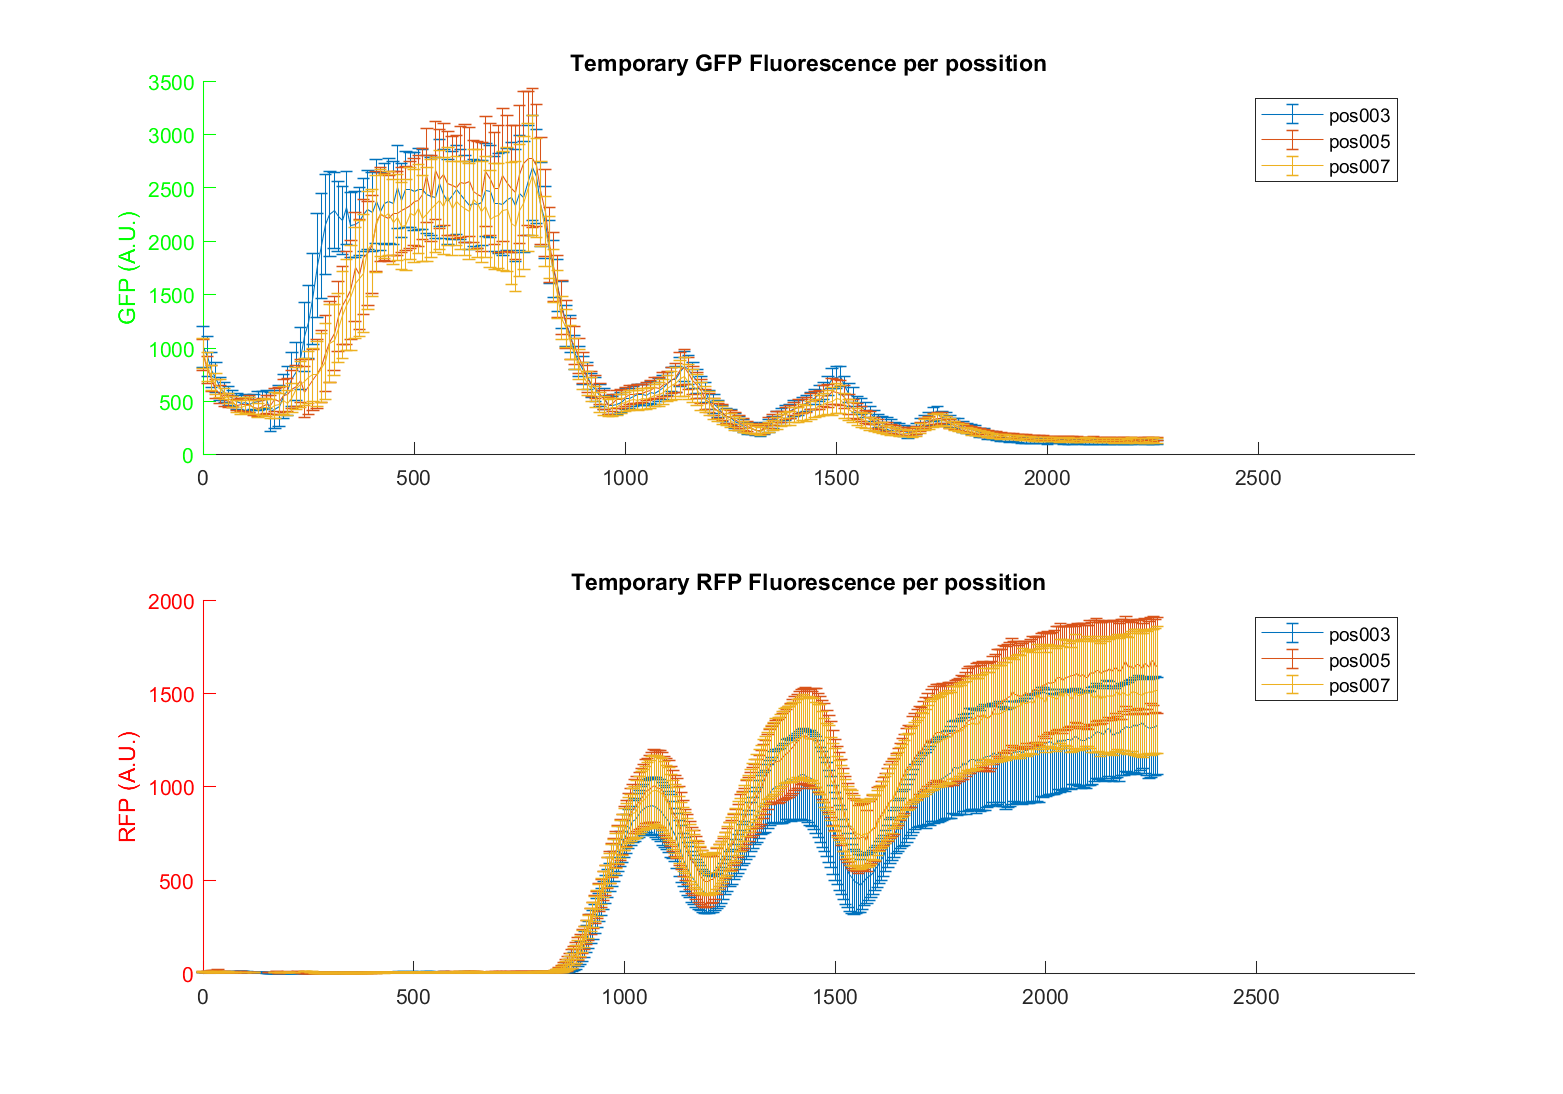 Temporary GFP Fluorescence per possition
GFP (A.U.)
3500
3000
2500
2000
1500
1000
500
0
0 500 1000 1500 2000 2500
pos003
pos005
pos007
Temporary RFP Fluorescence per possition
RFP (A.U.)
2000
1500
1000
500
0
0 500 1000 1500 2000 2500
pos003
pos005
pos007